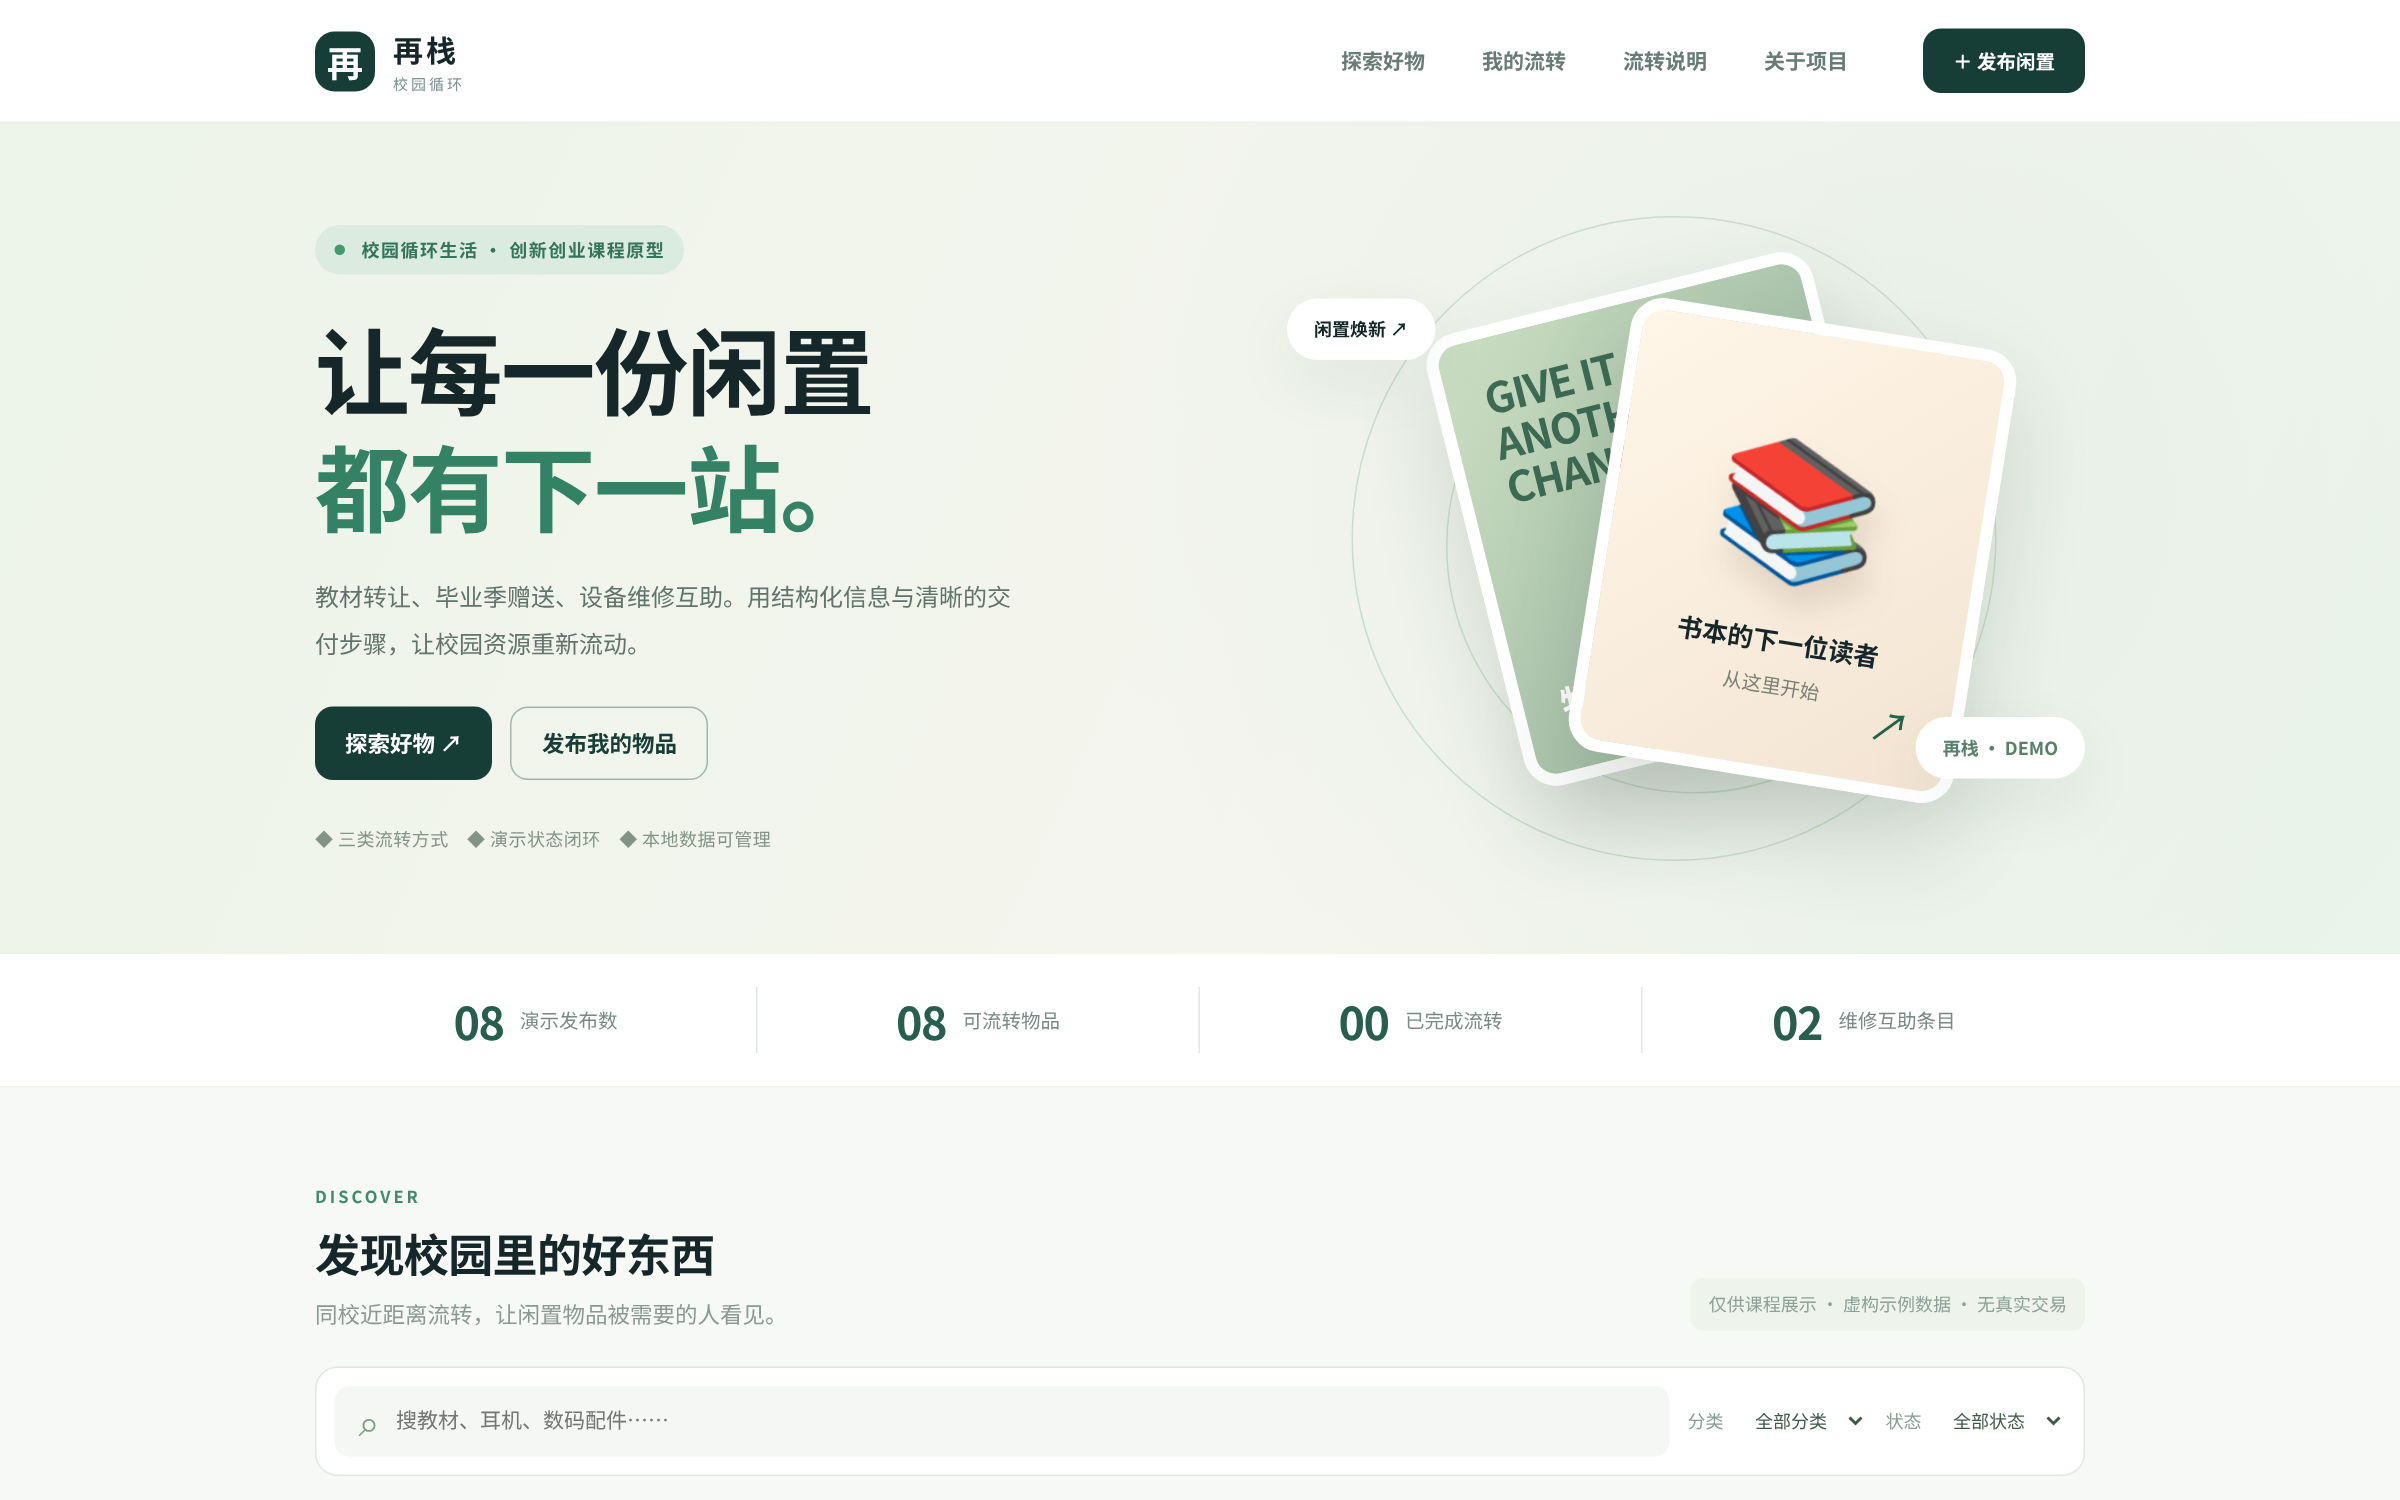 再
再栈
校园循环
探索好物
我的流转
流转说明
关于项目
＋ 发布闲置
校园循环生活 · 创新创业课程原型
让每一份闲置
都有下一站。
教材转让、毕业季赠送、设备维修互助。用结构化信息与清晰的交
付步骤，让校园资源重新流动。
探索好物 ↗
发布我的物品
◆ 三类流转方式 ◆ 演示状态闭环 ◆ 本地数据可管理
闲置焕新 ↗
GIVE IT
书本的下一位读者
从这里开始
↗
再栈 · DEMO
08 演示发布数
08 可流转物品
00 已完成流转
02 维修互助条目
DISCOVER
发现校园里的好东西
同校近距离流转，让闲置物品被需要的人看见。
仅供课程展示 · 虚构示例数据 · 无真实交易
搜教材、耳机、数码配件……
分类 全部分类
状态 全部状态